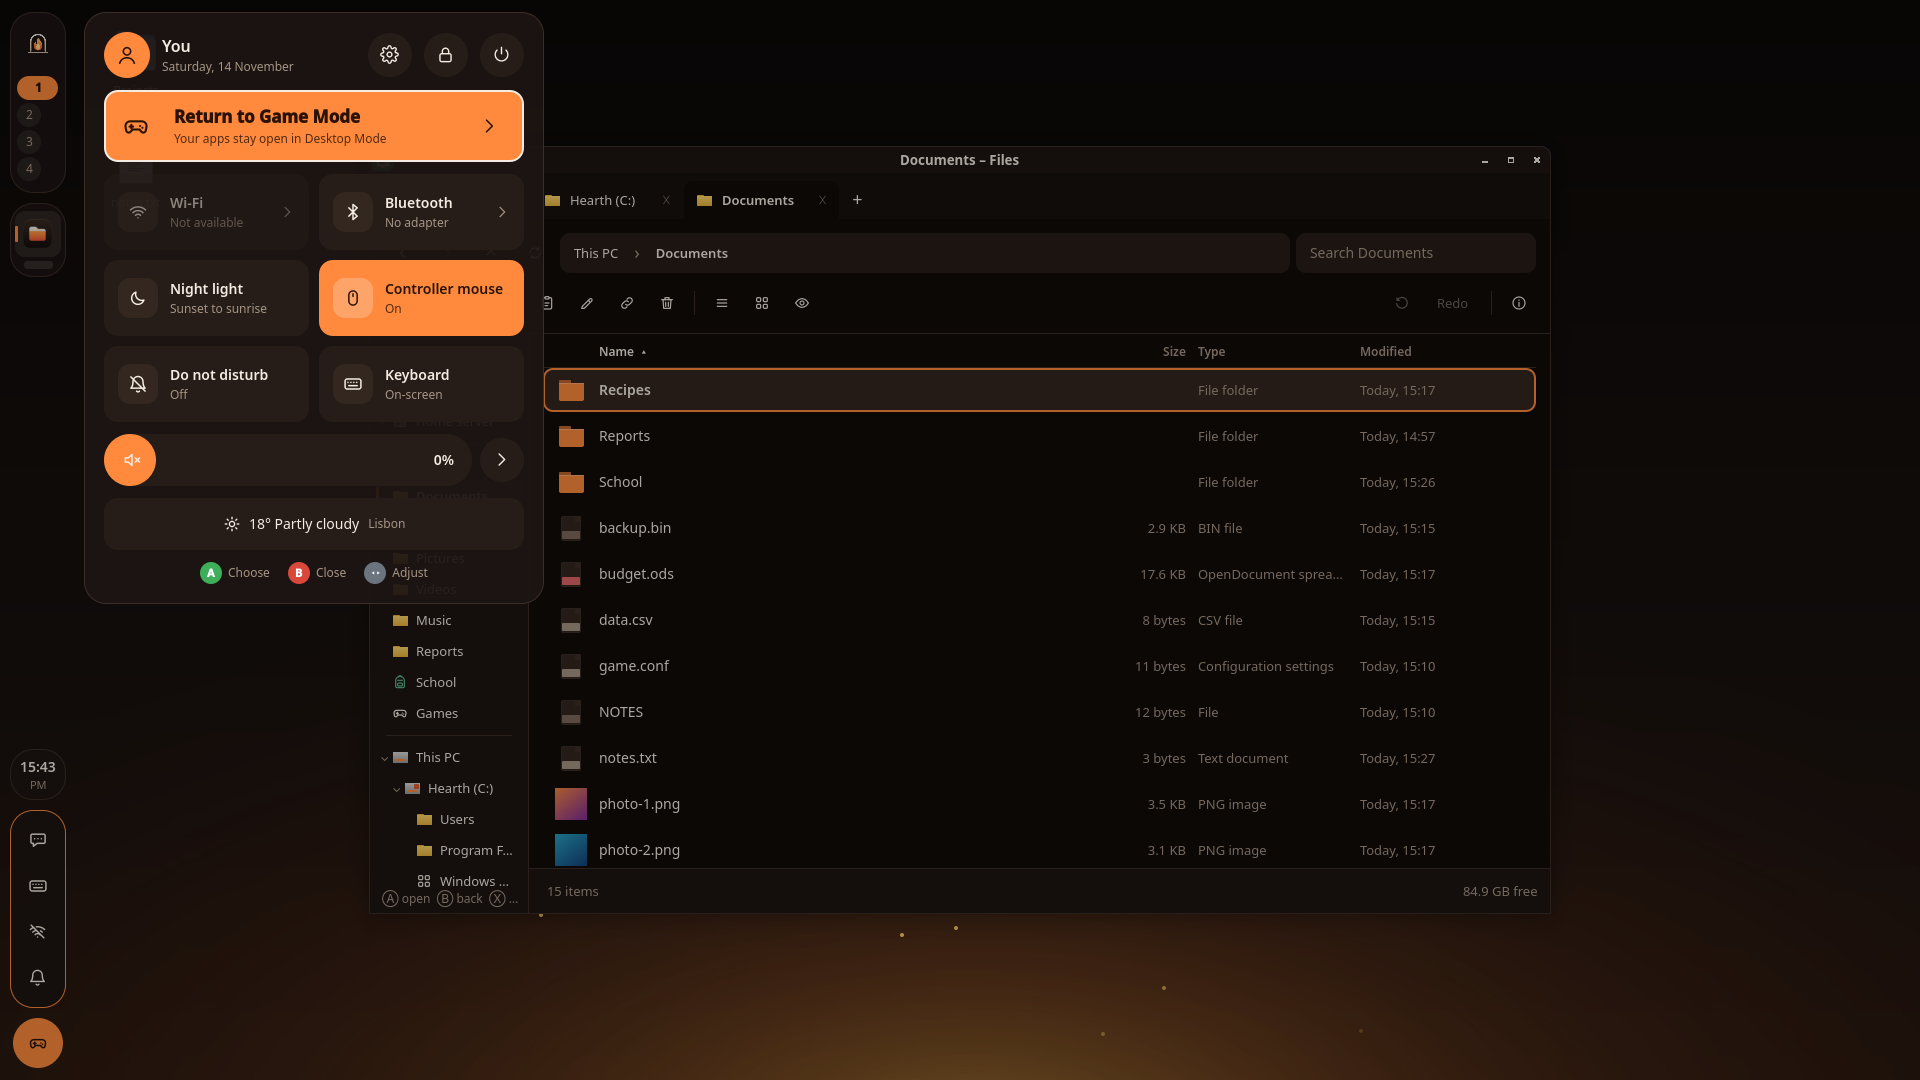 1
2
3
4
You
Saturday, 14 November
Return to Game Mode
Your apps stay open in Desktop Mode
Wi-Fi
Not available
Bluetooth
No adapter
Night light
Sunset to sunrise
Controller mouse
On
Do not disturb
Off
Keyboard
On-screen
0%
18° Partly cloudy Lisbon
A Choose B Close Adjust
Documents – Files
Hearth (C:) X Documents X +
This PC › Documents
Search Documents
Redo
Name Size Type Modified
Recipes File folder Today, 15:17
Reports File folder Today, 14:57
School File folder Today, 15:26
backup.bin 2.9 KB BIN file Today, 15:15
budget.ods 17.6 KB OpenDocument sprea... Today, 15:17
data.csv 8 bytes CSV file Today, 15:15
game.conf 11 bytes Configuration settings Today, 15:10
NOTES 12 bytes File Today, 15:10
notes.txt 3 bytes Text document Today, 15:27
photo-1.png 3.5 KB PNG image Today, 15:17
photo-2.png 3.1 KB PNG image Today, 15:17
Documents
Pictures
Videos
Music
Reports
School
Games
This PC
Hearth (C:)
Users
Program F...
Windows ...
A open B back X ...
15 items
84.9 GB free
15:43
PM